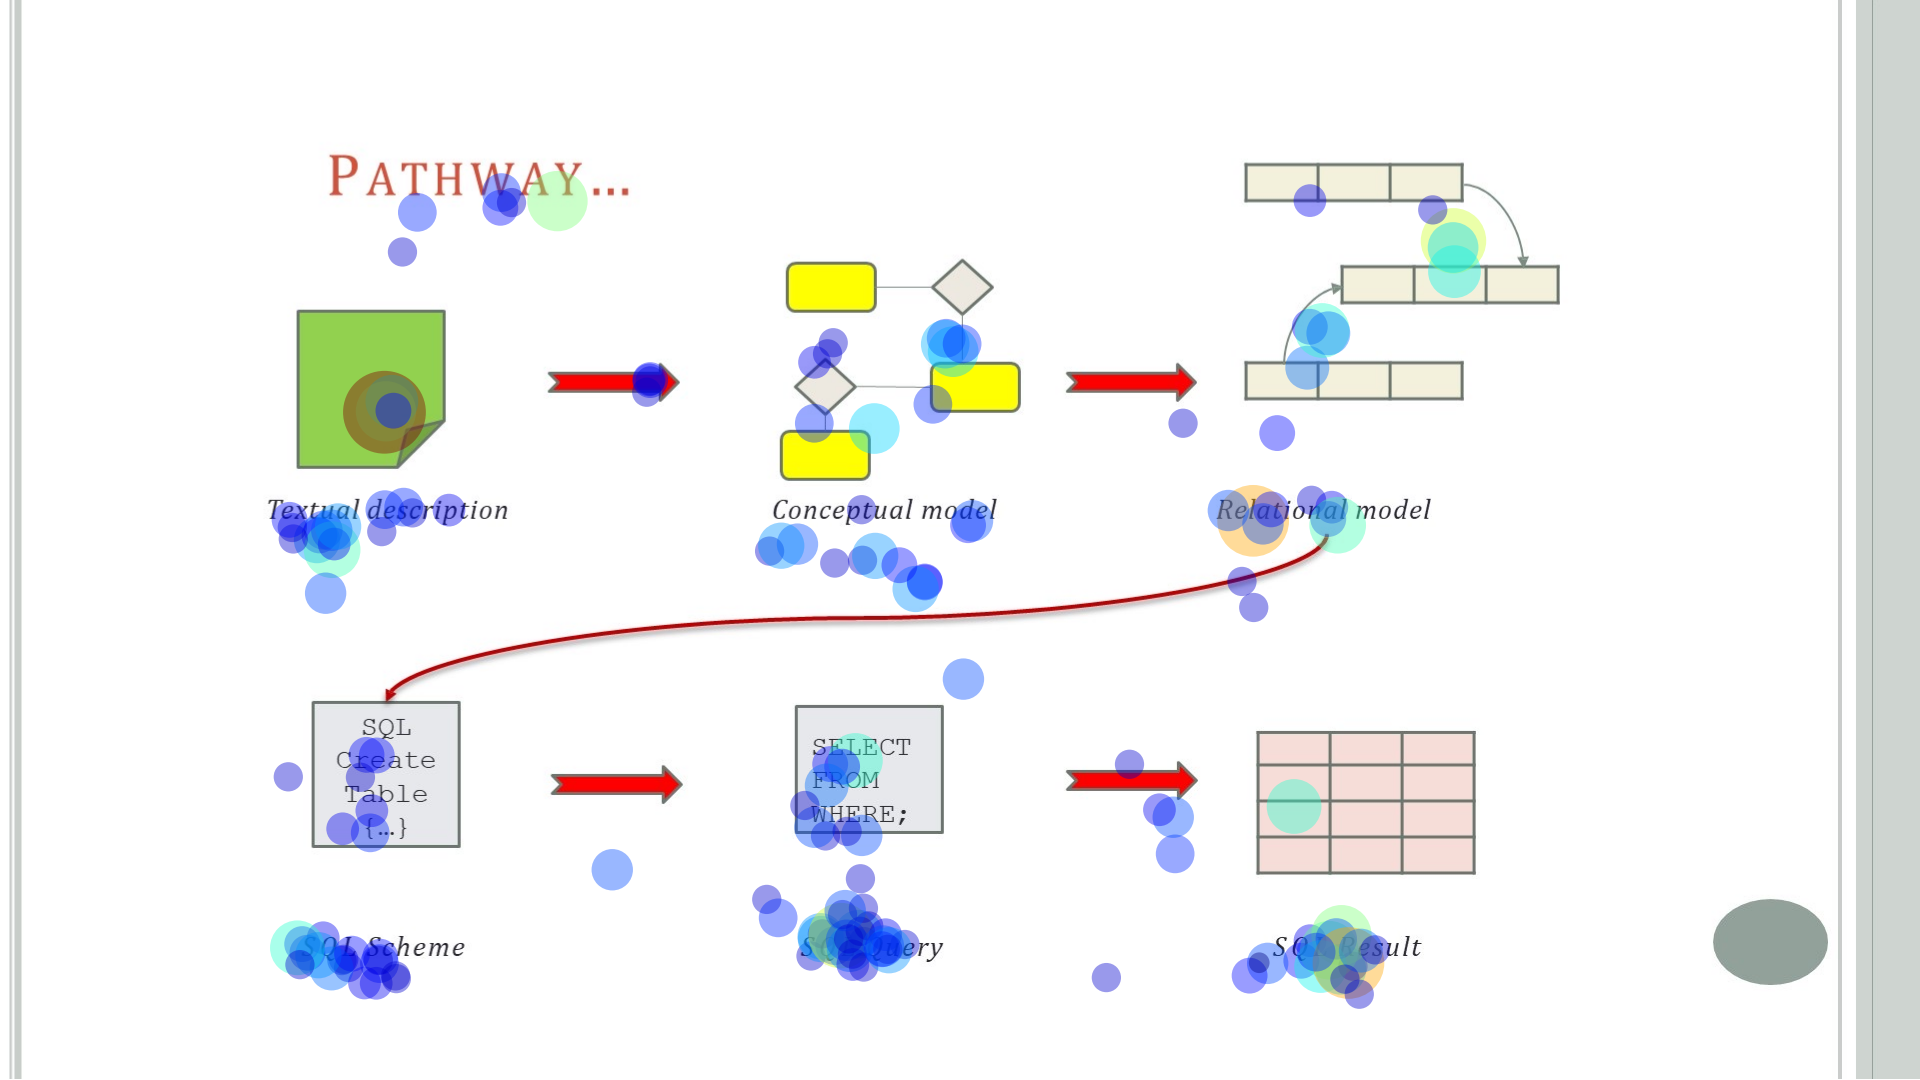 PATHWAY...
Textual description
Conceptual model
Relational model
SQL
Create
Table
{…}
SELECT
FROM
WHERE;
SQL Scheme
SQL Query
SQL Result